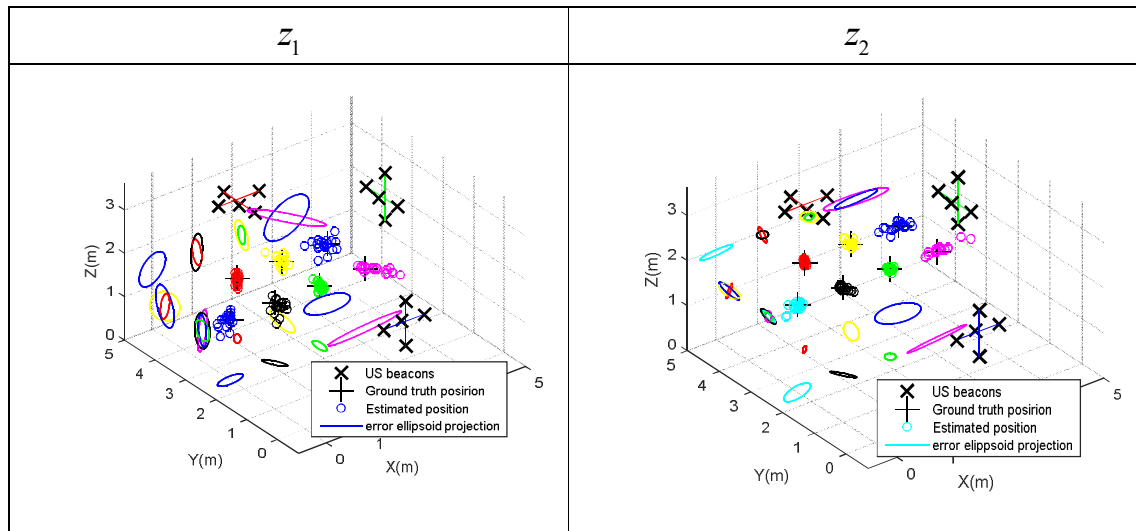 z1
z2
Z(m)
3
2
1
0
5
4
3
2
1
0
Y(m)
0
1
5
X(m)
US beacons
Ground truth posirion
Estimated position
error elipsoid projection
Z(m)
3
2
1
0
5
4
3
2
1
0
Y(m)
0
5
X(m)
US beacons
Ground truth posirion
Estimated position
error elippsoid projection